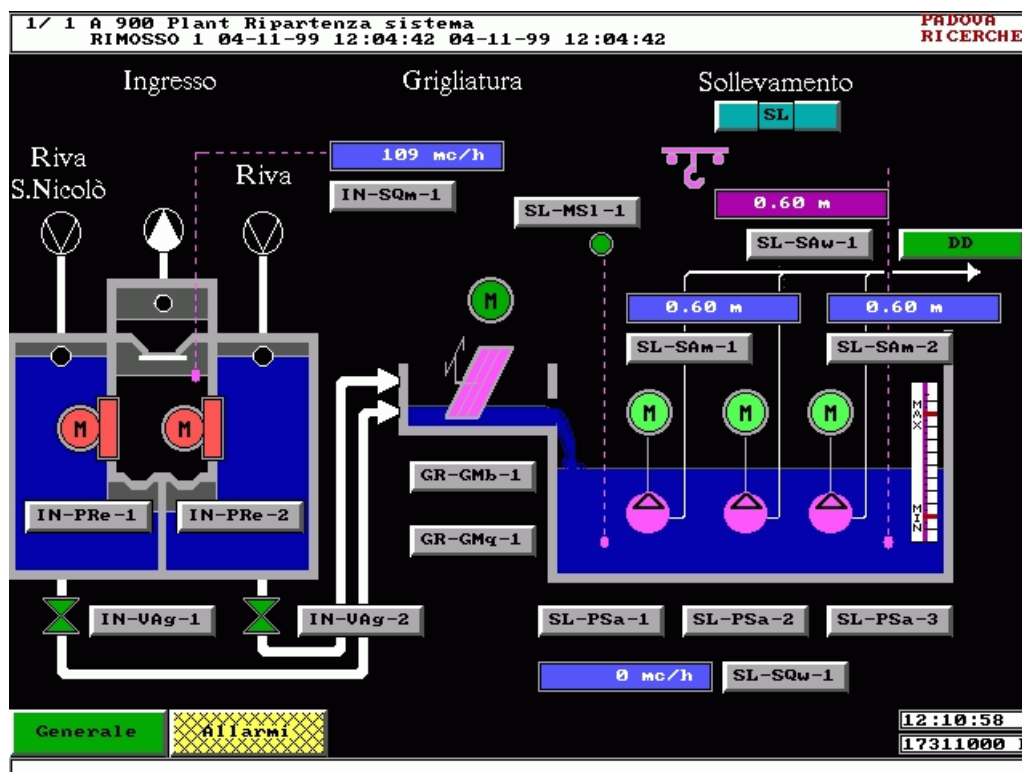 1/ 1 A 900 Plant Ripartenza sistema
RIMOSSO 1 04-11-99 12:04:42 04-11-99 12:04:42
PADOVA
RICERCHE
Ingresso
Grigliatura
Sollevamento
SL
Riva
S.Nicolò
Riva
109 mc/h
IN-SQm-1
SL-MSl-1
0.60 m
SL-SAw-1
DD
M
0.60 m
0.60 m
SL-SAm-1
SL-SAm-2
M
M
M
M
M
MAX
GR-GMb-1
IN-PRe-1
IN-PRe-2
MIN
GR-GMq-1
IN-VAg-1
IN-VAg-2
SL-PSa-1
SL-PSa-2
SL-PSa-3
0 mc/h
SL-SQw-1
Generale
Allarmi
12:10:58
17311000